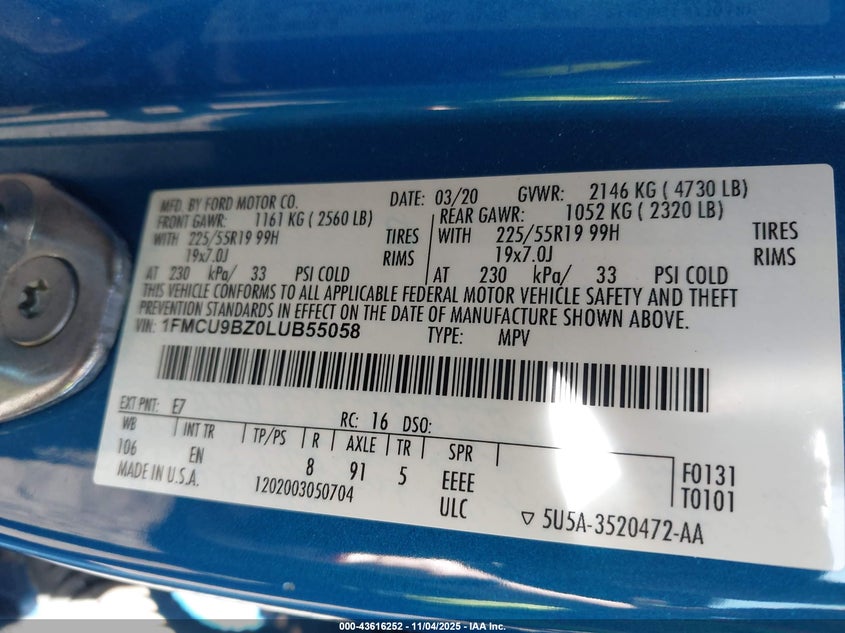 MFD. BY FORD MOTOR CO. DATE: 03/20 GVWR: 2146 KG ( 4730 LB)
FRONT GAWR: 1161 KG ( 2560 LB) REAR GAWR: 1052 KG ( 2320 LB)
WITH 225/55R19 99H TIRES WITH 225/55R19 99H TIRES
19x7.0J RIMS 19x7.0J RIMS
AT 230 kPa/ 33 PSI COLD AT 230 kPa/ 33 PSI COLD
THIS VEHICLE CONFORMS TO ALL APPLICABLE FEDERAL MOTOR VEHICLE SAFETY AND THEFT
PREVENTION STANDARDS IN EFFECT ON THE DATE OF MANUFACTURE SHOWN ABOVE.
VIN: 1FMCU9BZ0LUB55058 TYPE: MPV
EXT PNT: E7 RC: 16 DSO:
WB INT TR TP/PS R AXLE TR SPR
106 EN 8 91 5 EEEE F0131
MADE IN U.S.A. 1202003050704 ULC T0101
5U5A-3520472-AA
000-43616252 - 11/04/2025 - IAA Inc.